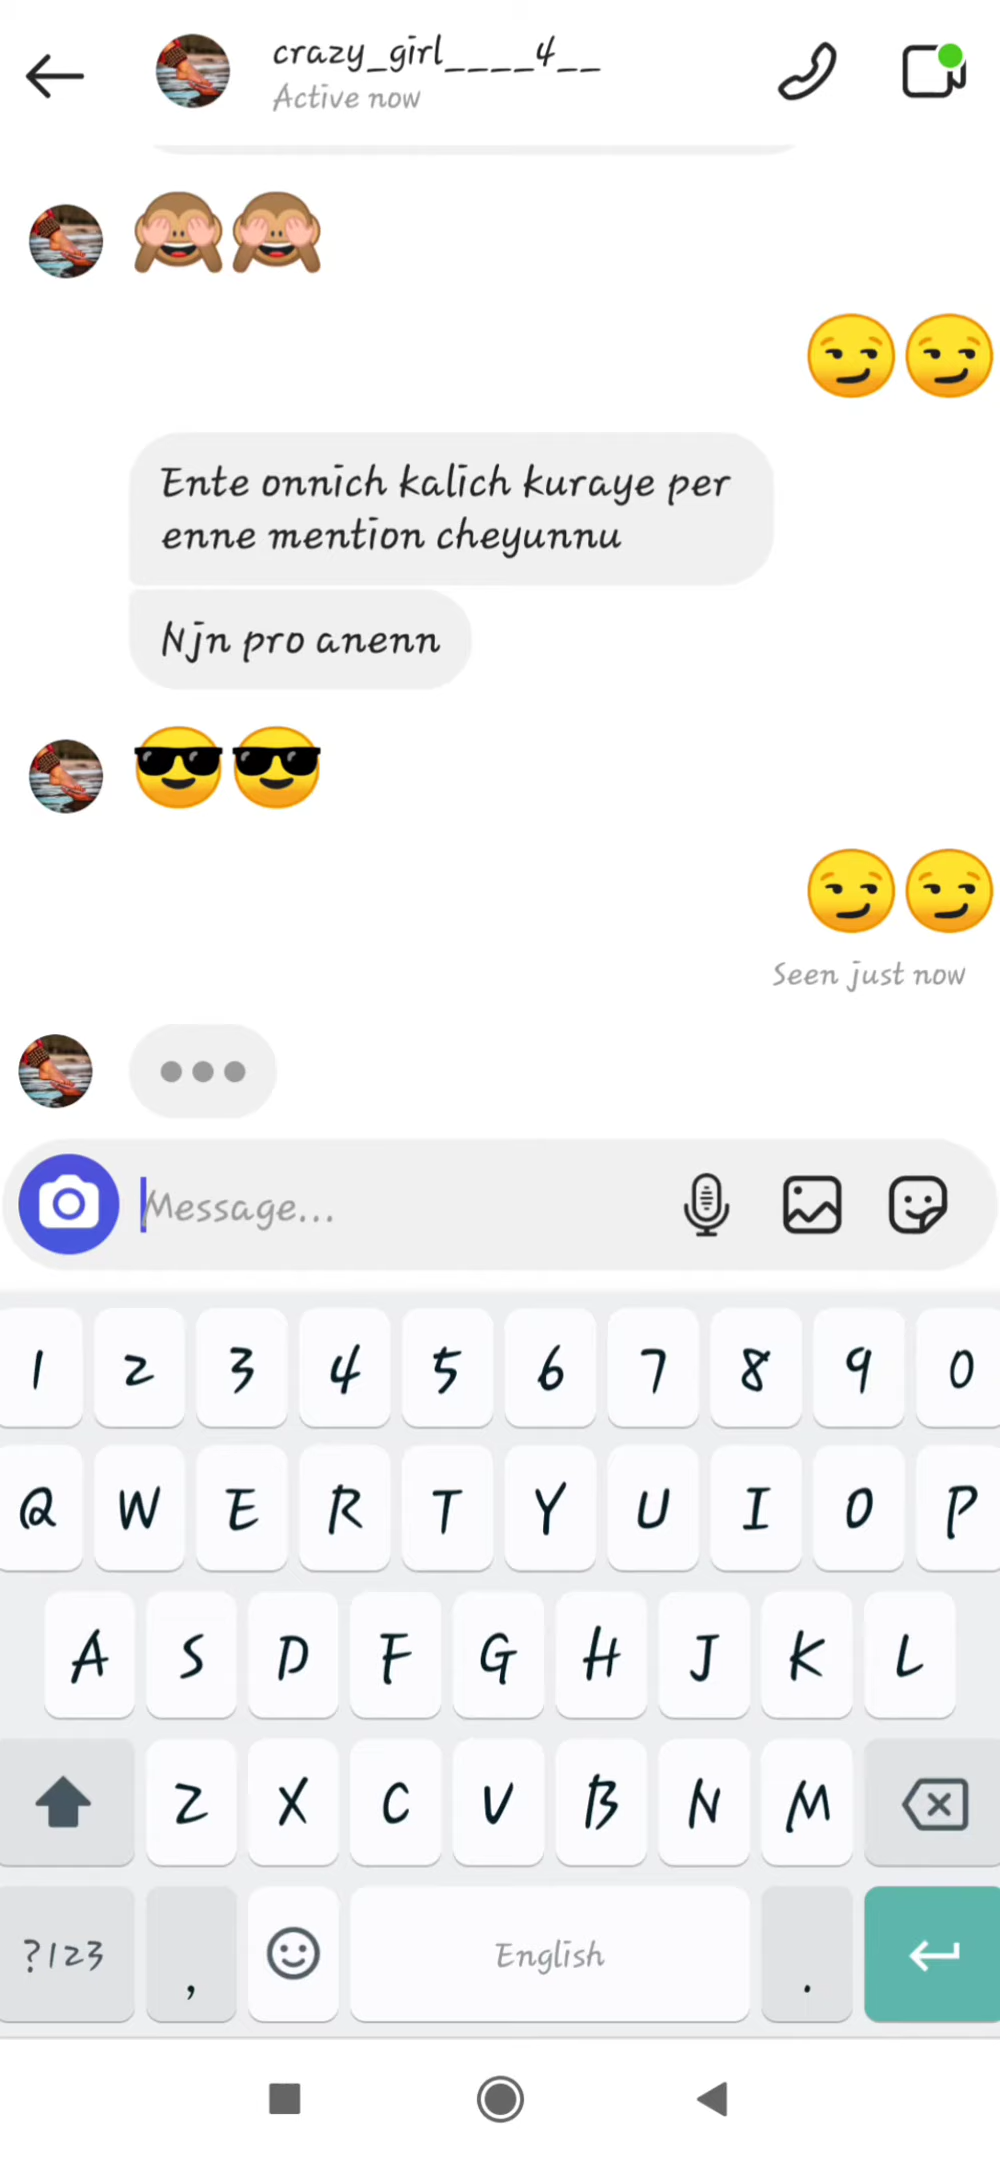 crazy_girl____4__
Active now
Ente onnich kalich kuraye per
enne mention cheyunnu
Njn pro anenn
Seen just now
Message...
1 2 3 4 5 6 7 8 9 0
Q W E R T Y U I O P
A S D F G H J K L
Z X C V B N M
?123 , English .